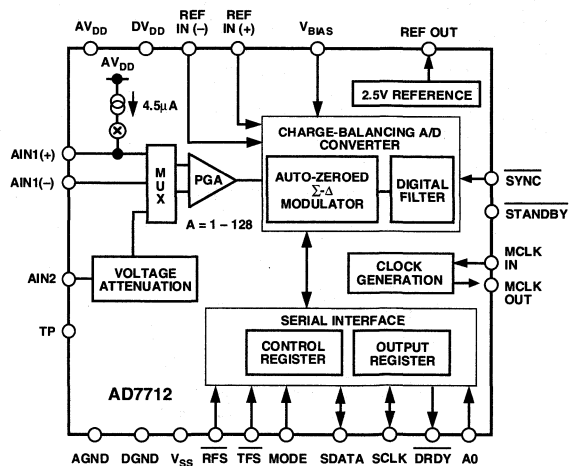 AVDD DVDD REF IN (–) REF IN (+) VBIAS REF OUT
AVDD
4.5μA
2.5V REFERENCE
CHARGE-BALANCING A/D
CONVERTER
AUTO-ZEROED
Σ-Δ
MODULATOR
DIGITAL
FILTER
AIN1(+)
AIN1(–)
MUX
PGA
A = 1 – 128
SYNC
STANDBY
AIN2
VOLTAGE
ATTENUATION
CLOCK
GENERATION
MCLK
IN
MCLK
OUT
TP
SERIAL INTERFACE
CONTROL
REGISTER
OUTPUT
REGISTER
AD7712
AGND DGND VSS RFS TFS MODE SDATA SCLK DRDY A0